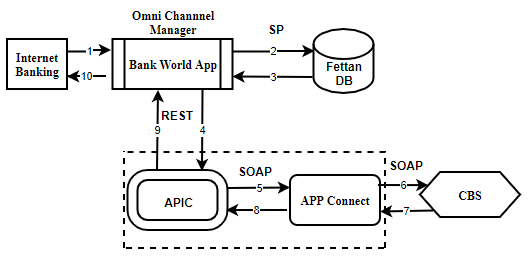 Omni Channnel
Manager
SP
Internet
Banking
1
10
Bank World App
2
3
Fettan
DB
REST
9
4
SOAP
SOAP
APIC
5
8
APP Connect
6
7
CBS